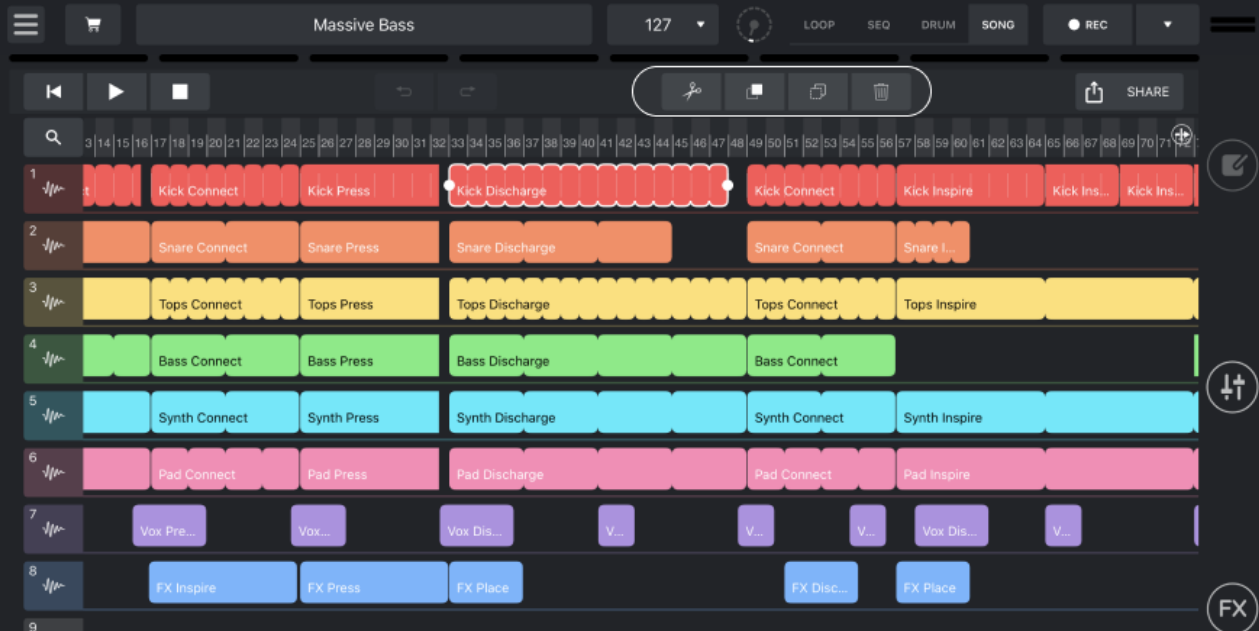 Massive Bass 127 LOOP SEQ DRUM SONG REC
SHARE
3 14 15 16 17 18 19 20 21 22 23 24 25 26 27 28 29 30 31 32 33 34 35 36 37 38 39 40 41 42 43 44 45 46 47 48 49 50 51 52 53 54 55 56 57 58 59 60 61 62 63 64 65 66 67 68 69 70 71 72
1 Kick Connect Kick Press Kick Discharge Kick Connect Kick Inspire Kick Ins... Kick Ins...
2 Snare Connect Snare Press Snare Discharge Snare Connect Snare I...
3 Tops Connect Tops Press Tops Discharge Tops Connect Tops Inspire
4 Bass Connect Bass Press Bass Discharge Bass Connect
5 Synth Connect Synth Press Synth Discharge Synth Connect Synth Inspire
6 Pad Connect Pad Press Pad Discharge Pad Connect Pad Inspire
7 Vox Pre... Vox... Vox Dis... V... V... V... Vox Dis... V...
8 FX Inspire FX Press FX Place FX Disc... FX Place
FX
9